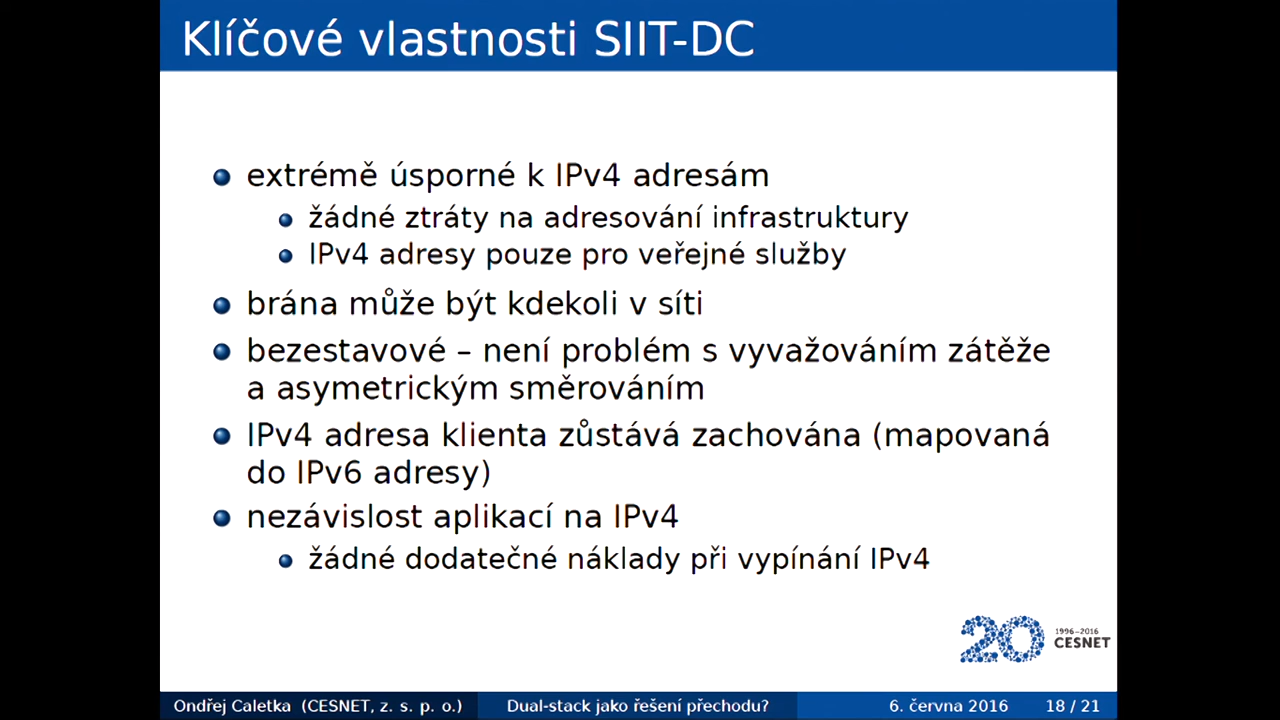 Klíčové vlastnosti SIIT-DC
extrémě úsporné k IPv4 adresám
žádné ztráty na adresování infrastruktury
IPv4 adresy pouze pro veřejné služby
brána může být kdekoli v síti
bezestavové – není problém s vyvažováním zátěže
a asymetrickým směrováním
IPv4 adresa klienta zůstává zachována (mapovaná
do IPv6 adresy)
nezávislost aplikací na IPv4
žádné dodatečné náklady při vypínání IPv4
20 1996–2016
CESNET
Ondřej Caletka (CESNET, z. s. p. o.) Dual-stack jako řešení přechodu? 6. června 2016 18 / 21